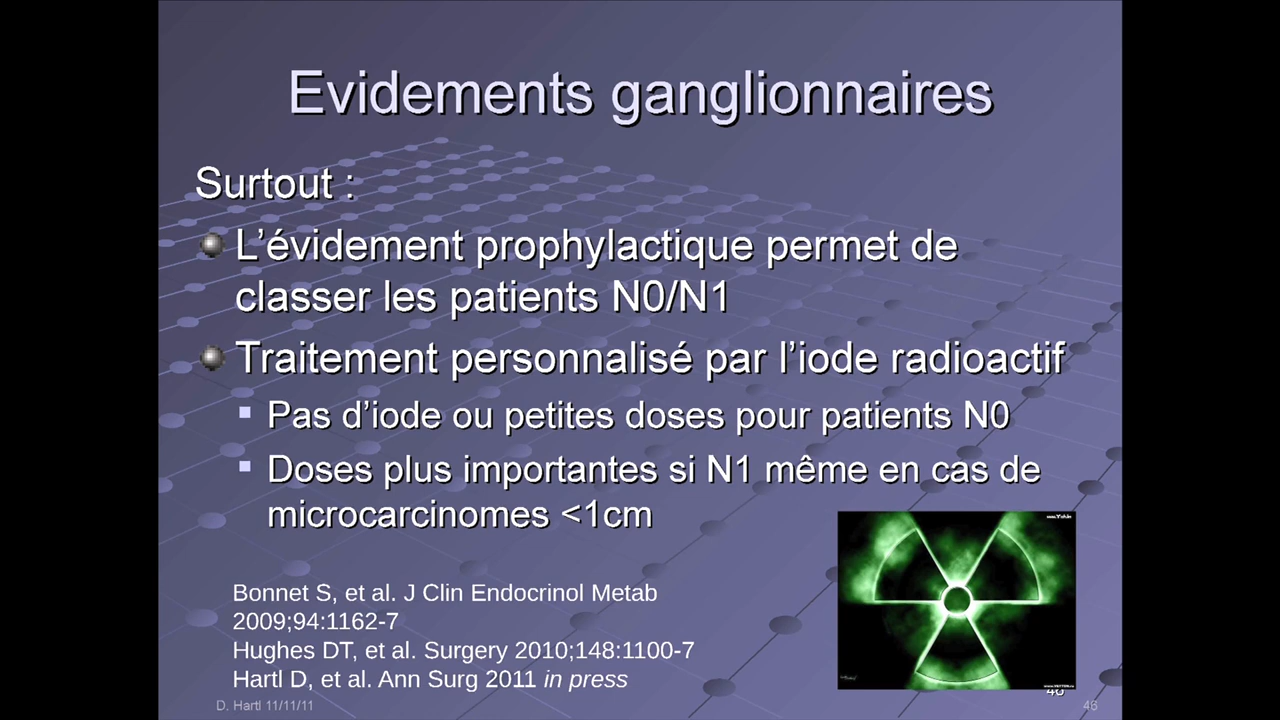 Evidements ganglionnaires
Surtout :
L’évidement prophylactique permet de
classer les patients N0/N1
Traitement personnalisé par l’iode radioactif
Pas d’iode ou petites doses pour patients N0
Doses plus importantes si N1 même en cas de
microcarcinomes <1cm
Bonnet S, et al. J Clin Endocrinol Metab
2009;94:1162-7
Hughes DT, et al. Surgery 2010;148:1100-7
Hartl D, et al. Ann Surg 2011 in press
46
D. Hartl 11/11/11
46